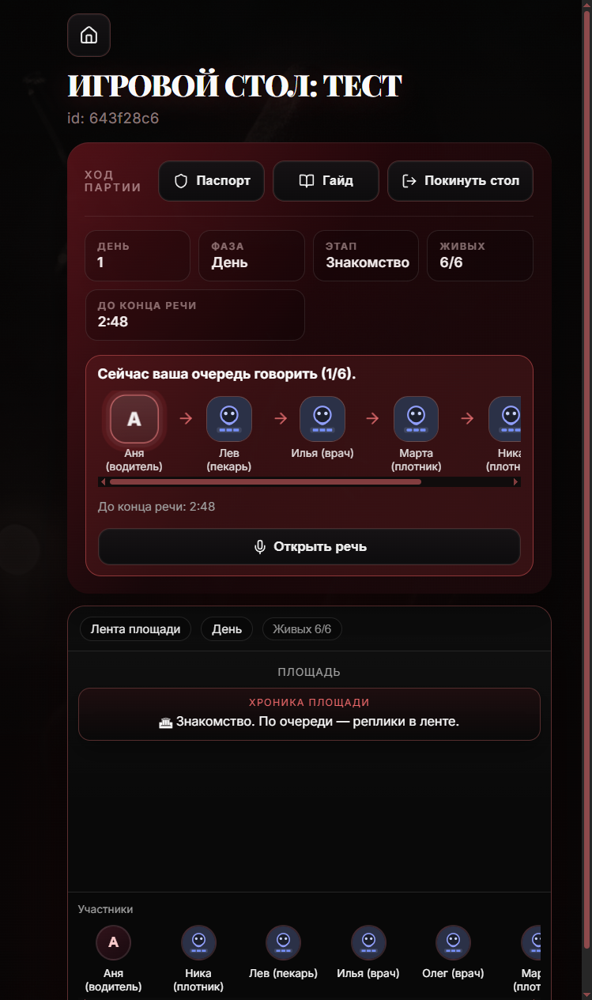 ИГРОВОЙ СТОЛ: ТЕСТ
id: 643f28c6
ХОД
ПАРТИИ
Паспорт
Гайд
Покинуть стол
ДЕНЬ
1
ФАЗА
День
ЭТАП
Знакомство
ЖИВЫХ
6/6
ДО КОНЦА РЕЧИ
2:48
Сейчас ваша очередь говорить (1/6).
А
Аня
(водитель)
Лев
(пекарь)
Илья (врач)
Марта
(плотник)
Ника
(плотн
До конца речи: 2:48
Открыть речь
Лента площади
День
Живых 6/6
ПЛОЩАДЬ
ХРОНИКА ПЛОЩАДИ
Знакомство. По очереди — реплики в ленте.
Участники
А
Аня
(водитель)
Ника
(плотник)
Лев (пекарь)
Илья (врач)
Олег (врач)
Мар
(плот